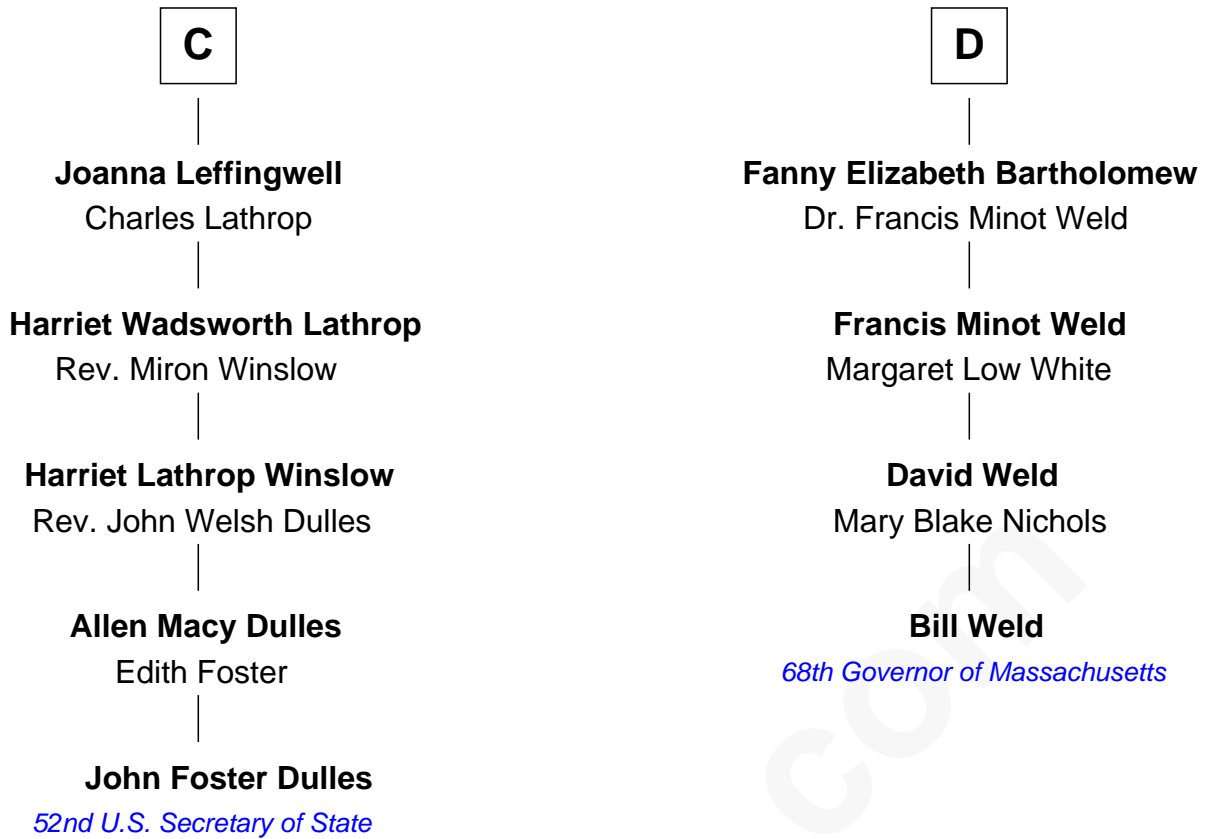 C
Joanna Leffingwell
Charles Lathrop
Harriet Wadsworth Lathrop
Rev. Miron Winslow
Harriet Lathrop Winslow
Rev. John Welsh Dulles
Allen Macy Dulles
Edith Foster
John Foster Dulles
52nd U.S. Secretary of State
D
Fanny Elizabeth Bartholomew
Dr. Francis Minot Weld
Francis Minot Weld
Margaret Low White
David Weld
Mary Blake Nichols
Bill Weld
68th Governor of Massachusetts
com